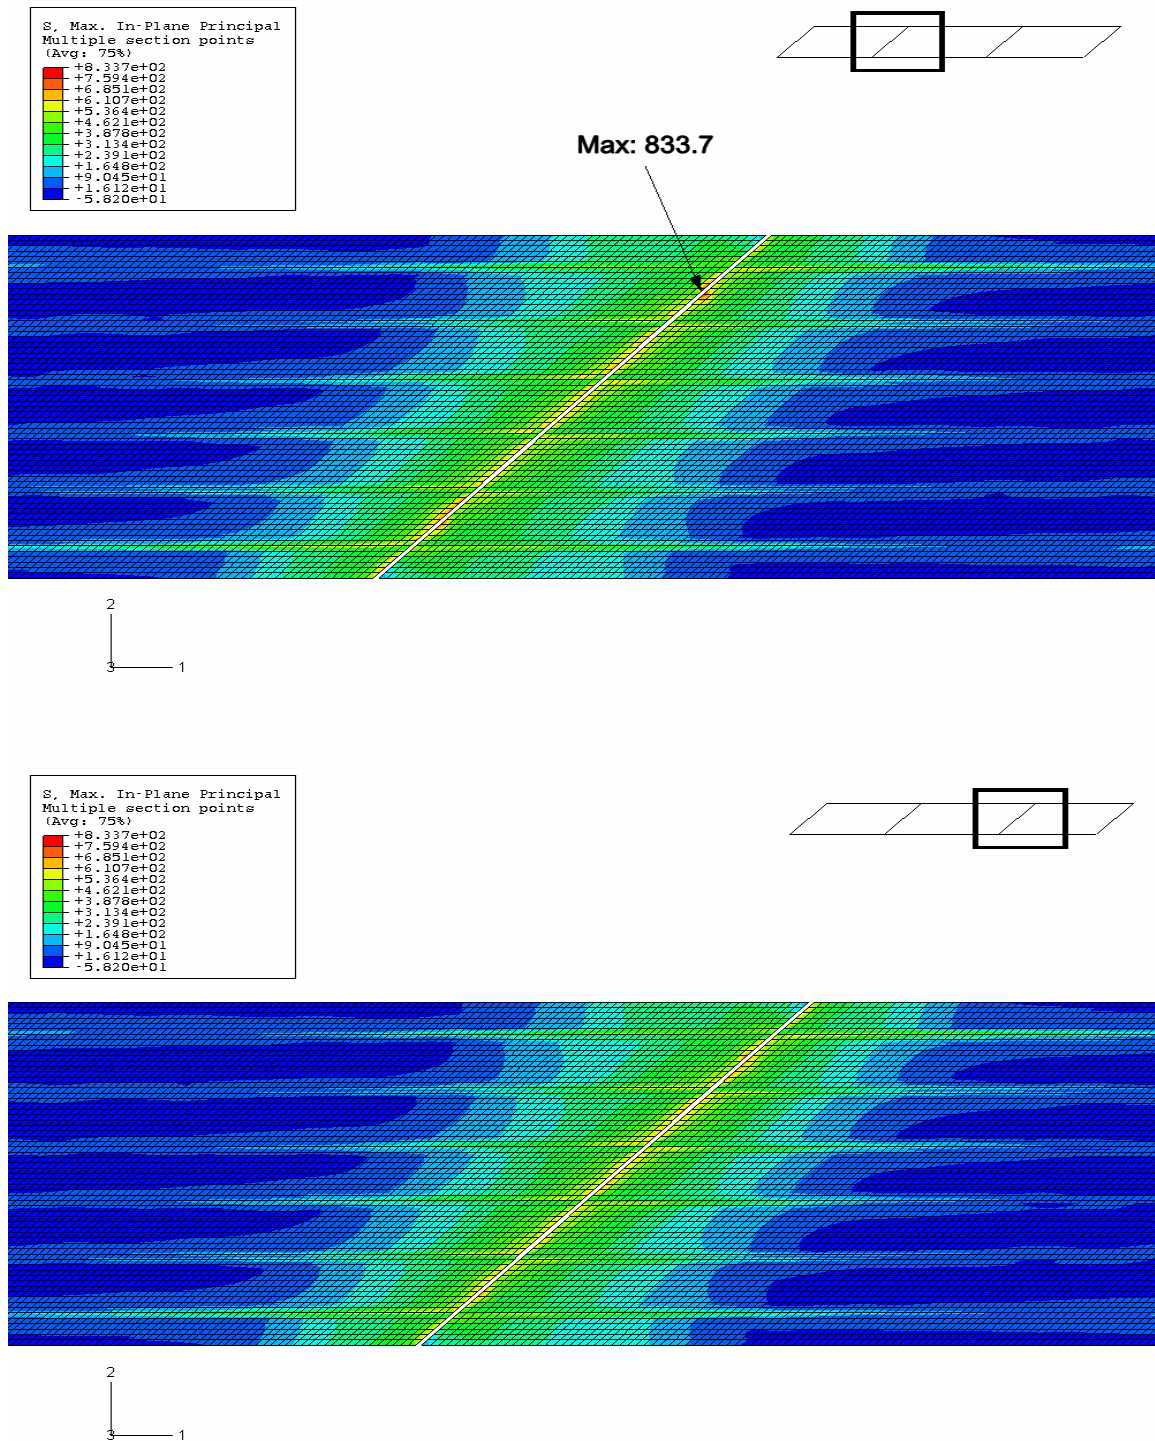 S, Max. In-Plane Principal
Multiple section points
(Avg: 75%)
+8.337e+02
+7.594e+02
+6.851e+02
+6.107e+02
+5.364e+02
+4.621e+02
+3.878e+02
+3.134e+02
+2.391e+02
+1.648e+02
+9.045e+01
+1.612e+01
-5.820e+01
Max: 833.7
2
3 1
S, Max. In-Plane Principal
Multiple section points
(Avg: 75%)
+8.337e+02
+7.594e+02
+6.851e+02
+6.107e+02
+5.364e+02
+4.621e+02
+3.878e+02
+3.134e+02
+2.391e+02
+1.648e+02
+9.045e+01
+1.612e+01
-5.820e+01
2
3 1